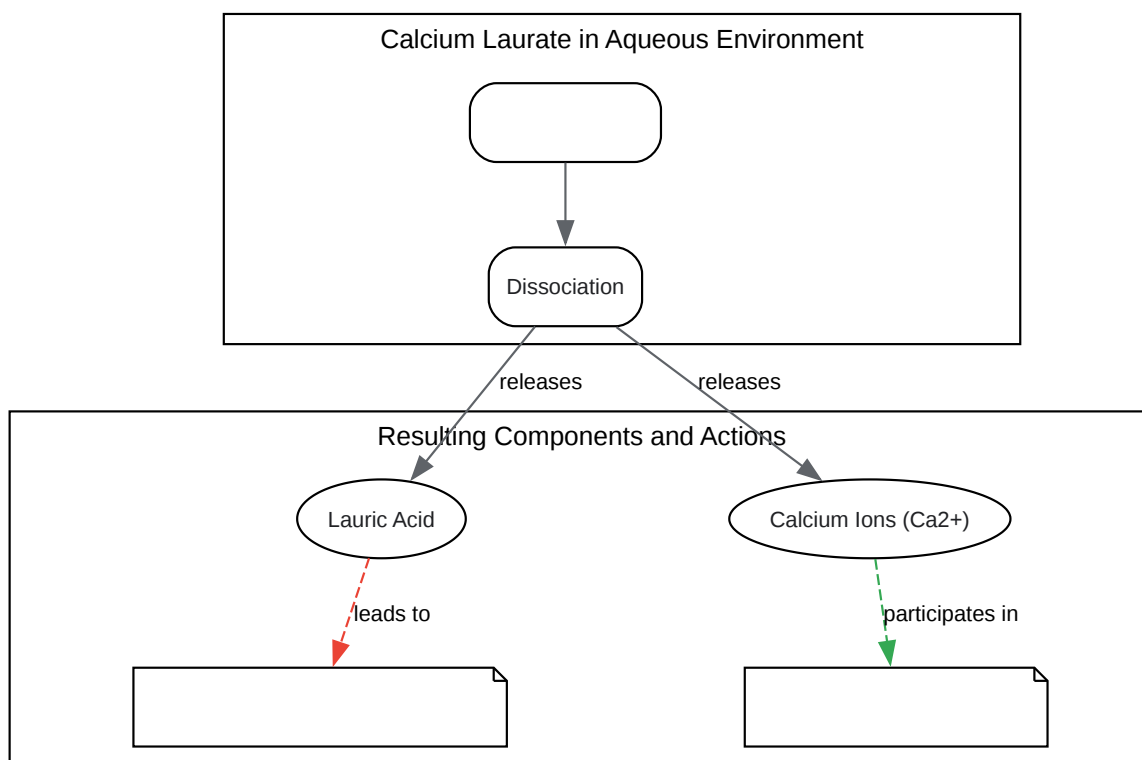 Calcium Laurate in Aqueous Environment
Dissociation
releases
releases
Resulting Components and Actions
Lauric Acid
Calcium Ions (Ca2+)
leads to
participates in